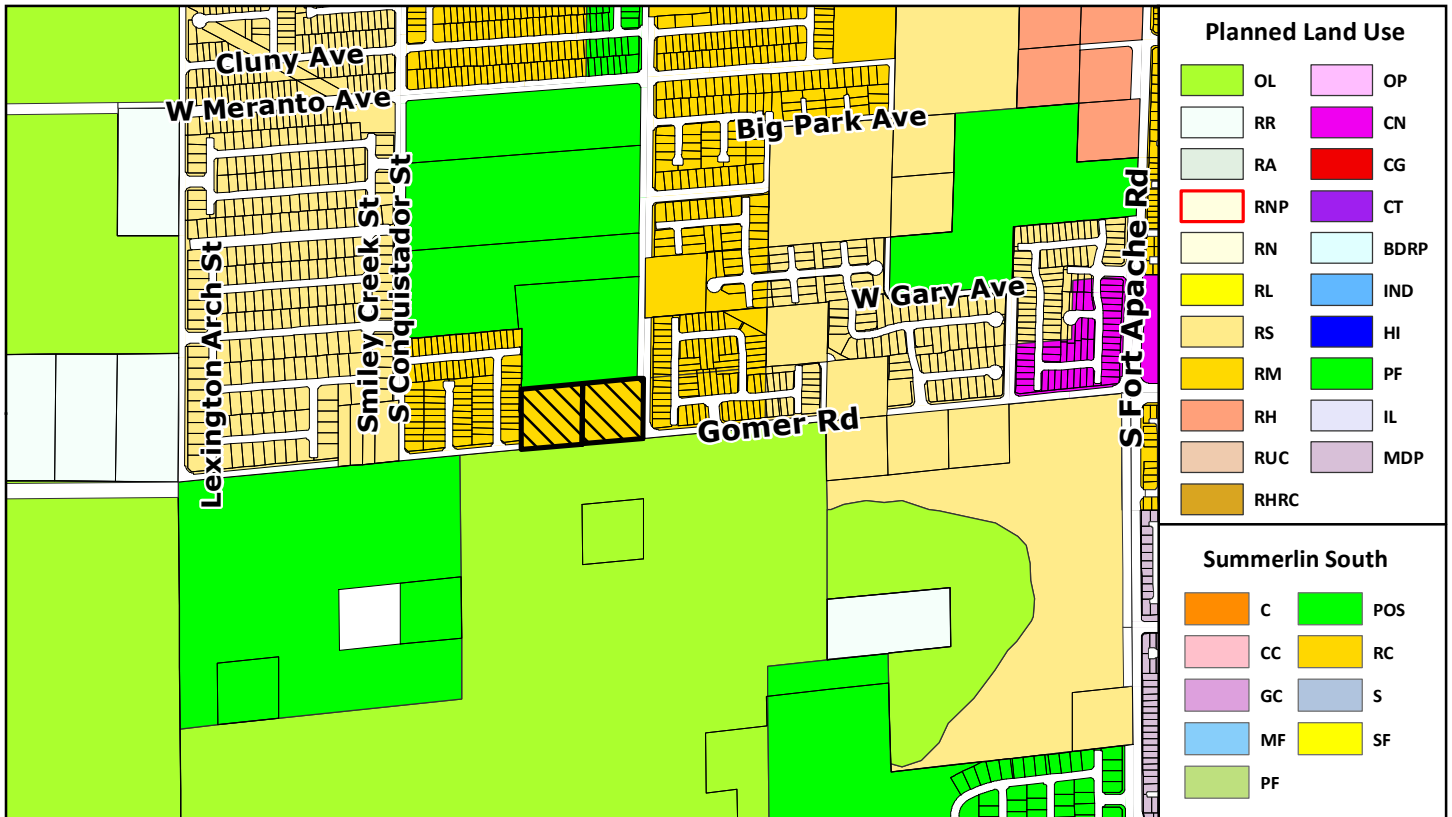 Cluny Ave
W Meranto Ave
Big Park Ave
S Conquistador St
Smiley Creek St
Lexington Arch St
W Gary Ave
S Fort Apache Rd
Gomer Rd
Planned Land Use
OL OP
RR CN
RA CG
RNP CT
RN BDRP
RL IND
RS HI
RM PF
RH IL
RUC MDP
RHRC
Summerlin South
C POS
CC RC
GC S
MF SF
PF